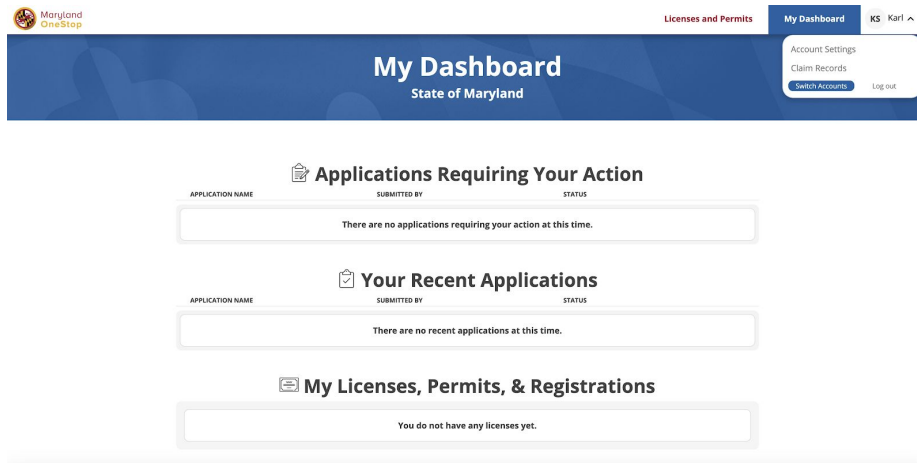 Maryland
OneStop
Licenses and Permits
My Dashboard
KS Karl
Account Settings
Claim Records
Switch Accounts Log out
My Dashboard
State of Maryland
Applications Requiring Your Action
APPLICATION NAME SUBMITTED BY STATUS
There are no applications requiring your action at this time.
Your Recent Applications
APPLICATION NAME SUBMITTED BY STATUS
There are no recent applications at this time.
My Licenses, Permits, & Registrations
You do not have any licenses yet.